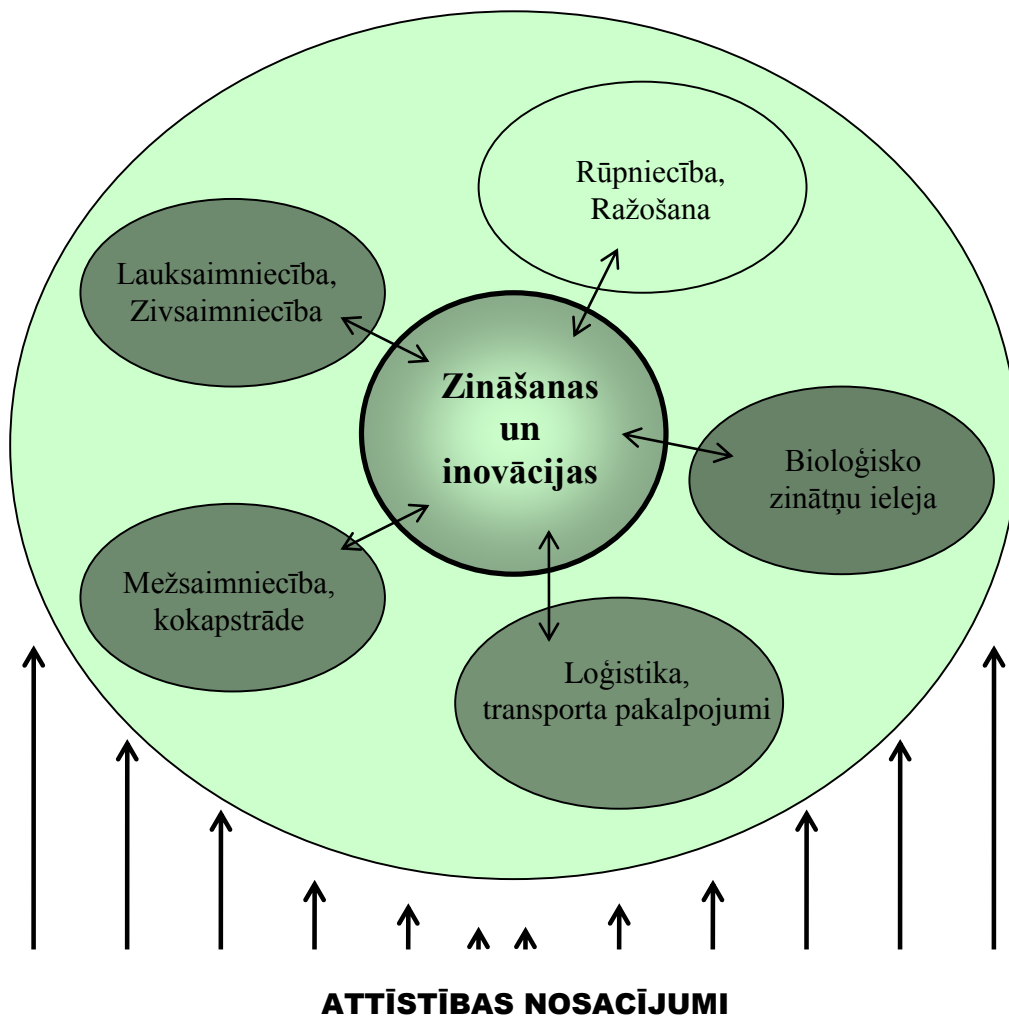 Rūpniecība,
Ražošana
Lauksaimniecība,
Zivsaimniecība
Zināšanas
un
inovācijas
Bioloģisko
zinātņu ieleja
Mežsaimniecība,
kokapstrāde
Loģistika,
transporta pakalpojumi
ATTĪSTĪBAS NOSACĪJUMI